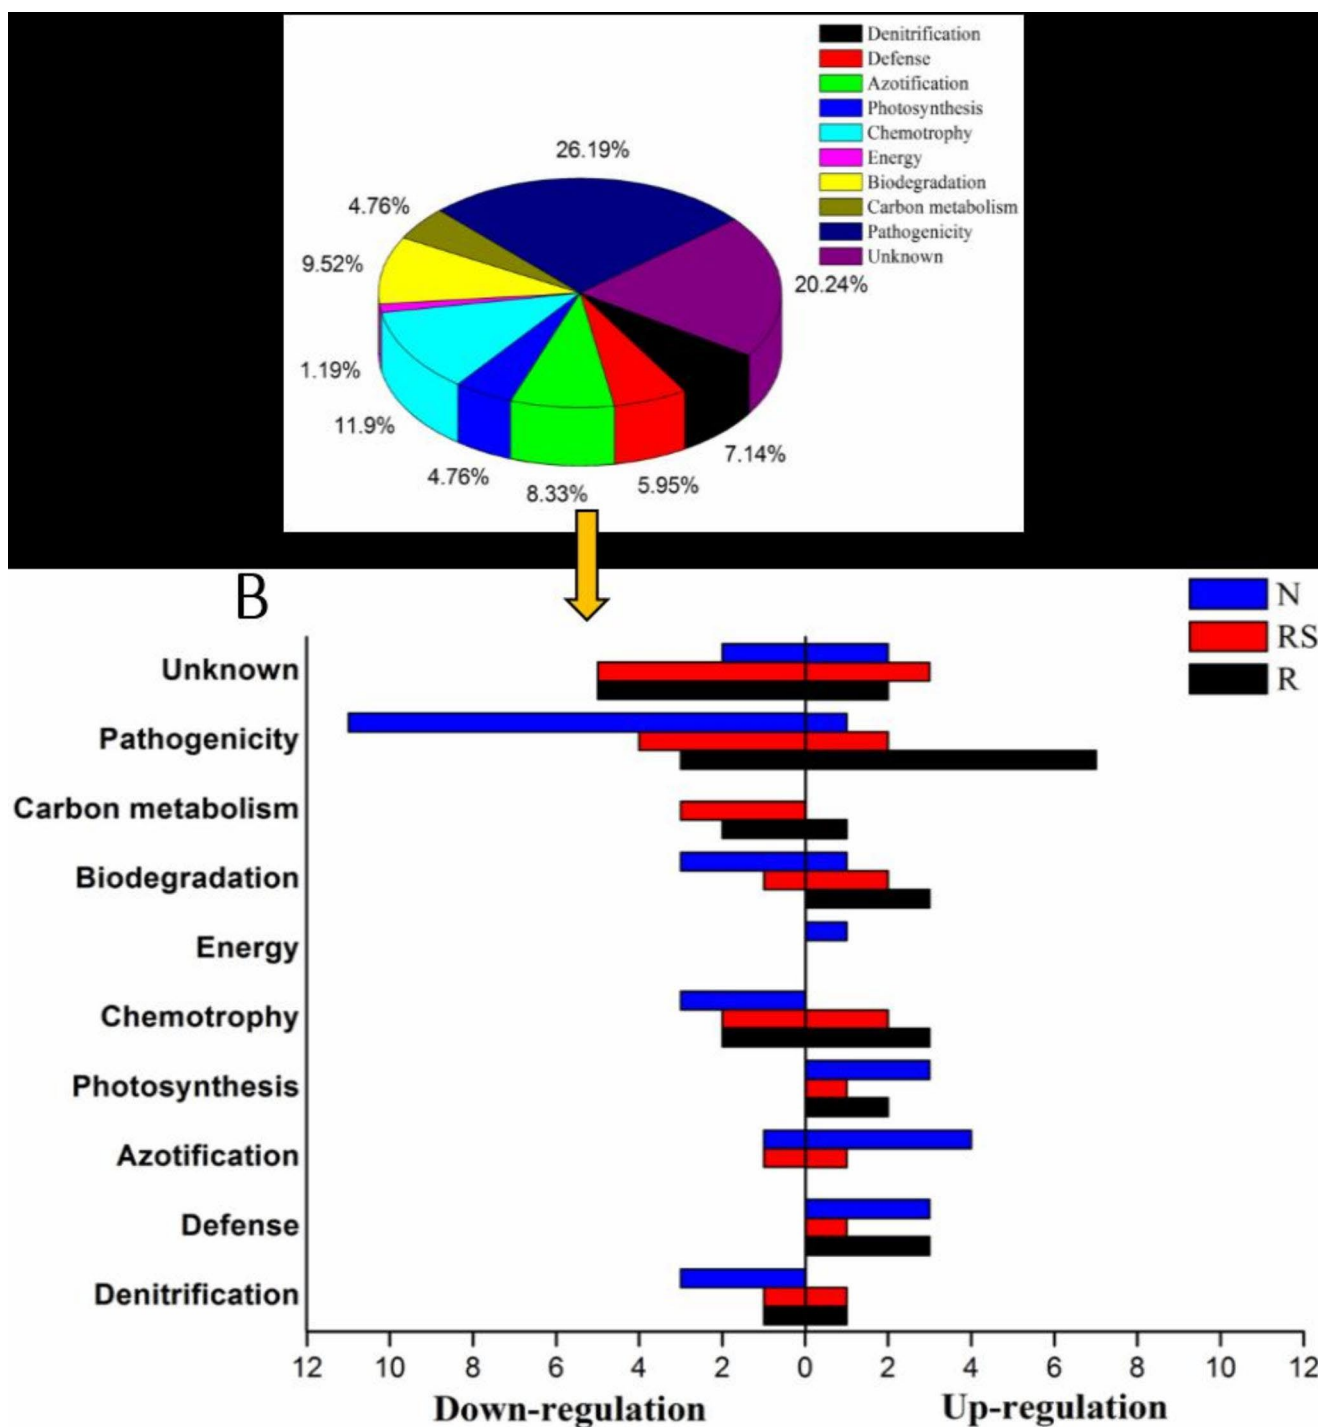 Denitrification
Defense
Azotification
Photosynthesis
Chemotrophy
Energy
Biodegradation
Carbon metabolism
Pathogenicity
Unknown
26.19%
4.76%
9.52%
20.24%
1.19%
11.9%
4.76%
8.33%
5.95%
7.14%
B
N
RS
R
Unknown
Pathogenicity
Carbon metabolism
Biodegradation
Energy
Chemotrophy
Photosynthesis
Azotification
Defense
Denitrification
12 10 8 6 4 2 0 2 4 6 8 10 12
Down-regulation Up-regulation